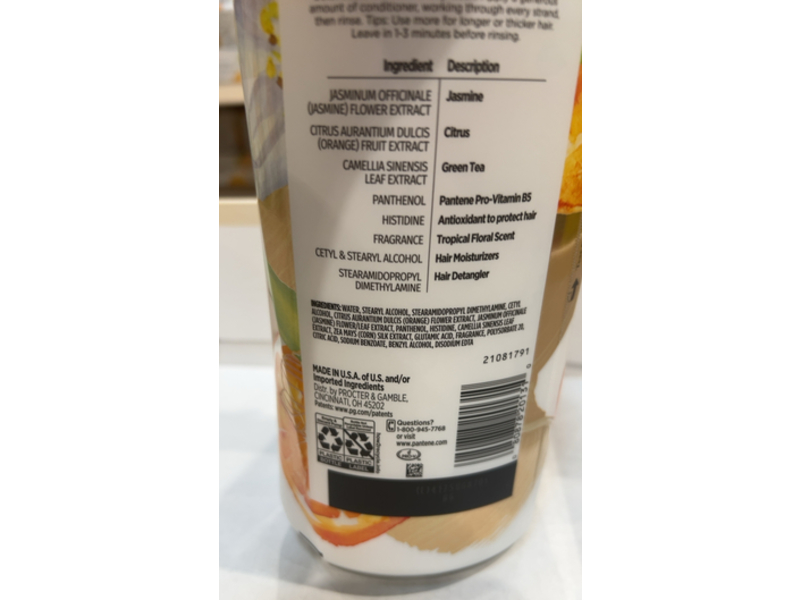 amount of conditioner, working through every strand,
then rinse. Tips: Use more for longer or thicker hair.
Leave in 1-3 minutes before rinsing.
Ingredient Description
JASMINUM OFFICINALE (JASMINE) FLOWER EXTRACT Jasmine
CITRUS AURANTIUM DULCIS (ORANGE) FRUIT EXTRACT Citrus
CAMELLIA SINENSIS LEAF EXTRACT Green Tea
PANTHENOL Pantene Pro-Vitamin B5
HISTIDINE Antioxidant to protect hair
FRAGRANCE Tropical Floral Scent
CETYL & STEARYL ALCOHOL Hair Moisturizers
STEARAMIDOPROPYL DIMETHYLAMINE Hair Detangler
INGREDIENTS: WATER, STEARYL ALCOHOL, STEARAMIDOPROPYL DIMETHYLAMINE, CETYL
ALCOHOL, CITRUS AURANTIUM DULCIS (ORANGE) FLOWER EXTRACT, JASMINUM OFFICINALE
(JASMINE) FLOWER/LEAF EXTRACT, PANTHENOL, HISTIDINE, CAMELLIA SINENSIS LEAF
EXTRACT, ZEA MAYS (CORN) SILK EXTRACT, GLUTAMIC ACID, FRAGRANCE, POLYSORBATE 20,
CITRIC ACID, SODIUM BENZOATE, BENZYL ALCOHOL, DISODIUM EDTA
21081791
MADE IN U.S.A. of U.S. and/or
Imported Ingredients
Distr. by PROCTER & GAMBLE,
CINCINNATI, OH 45202
Patents: www.pg.com/patents
Questions?
1-800-945-7768
or visit
www.pantene.com
PLASTIC BOTTLE
PLASTIC LABEL